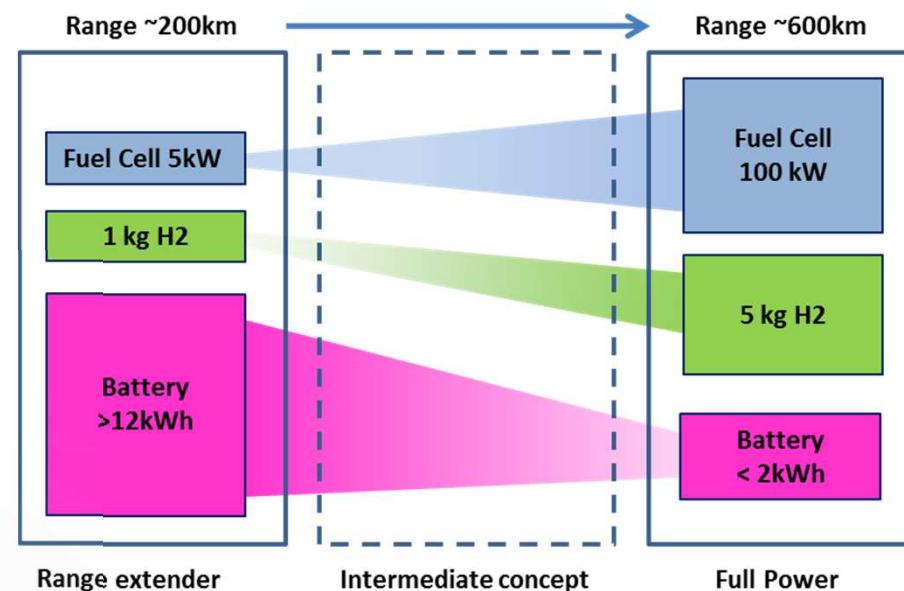 Range ~200km
Range ~600km
Fuel Cell 5kW
1 kg H2
Battery
>12kWh
Fuel Cell
100 kW
5 kg H2
Battery
< 2kWh
Range extender
Intermediate concept
Full Power